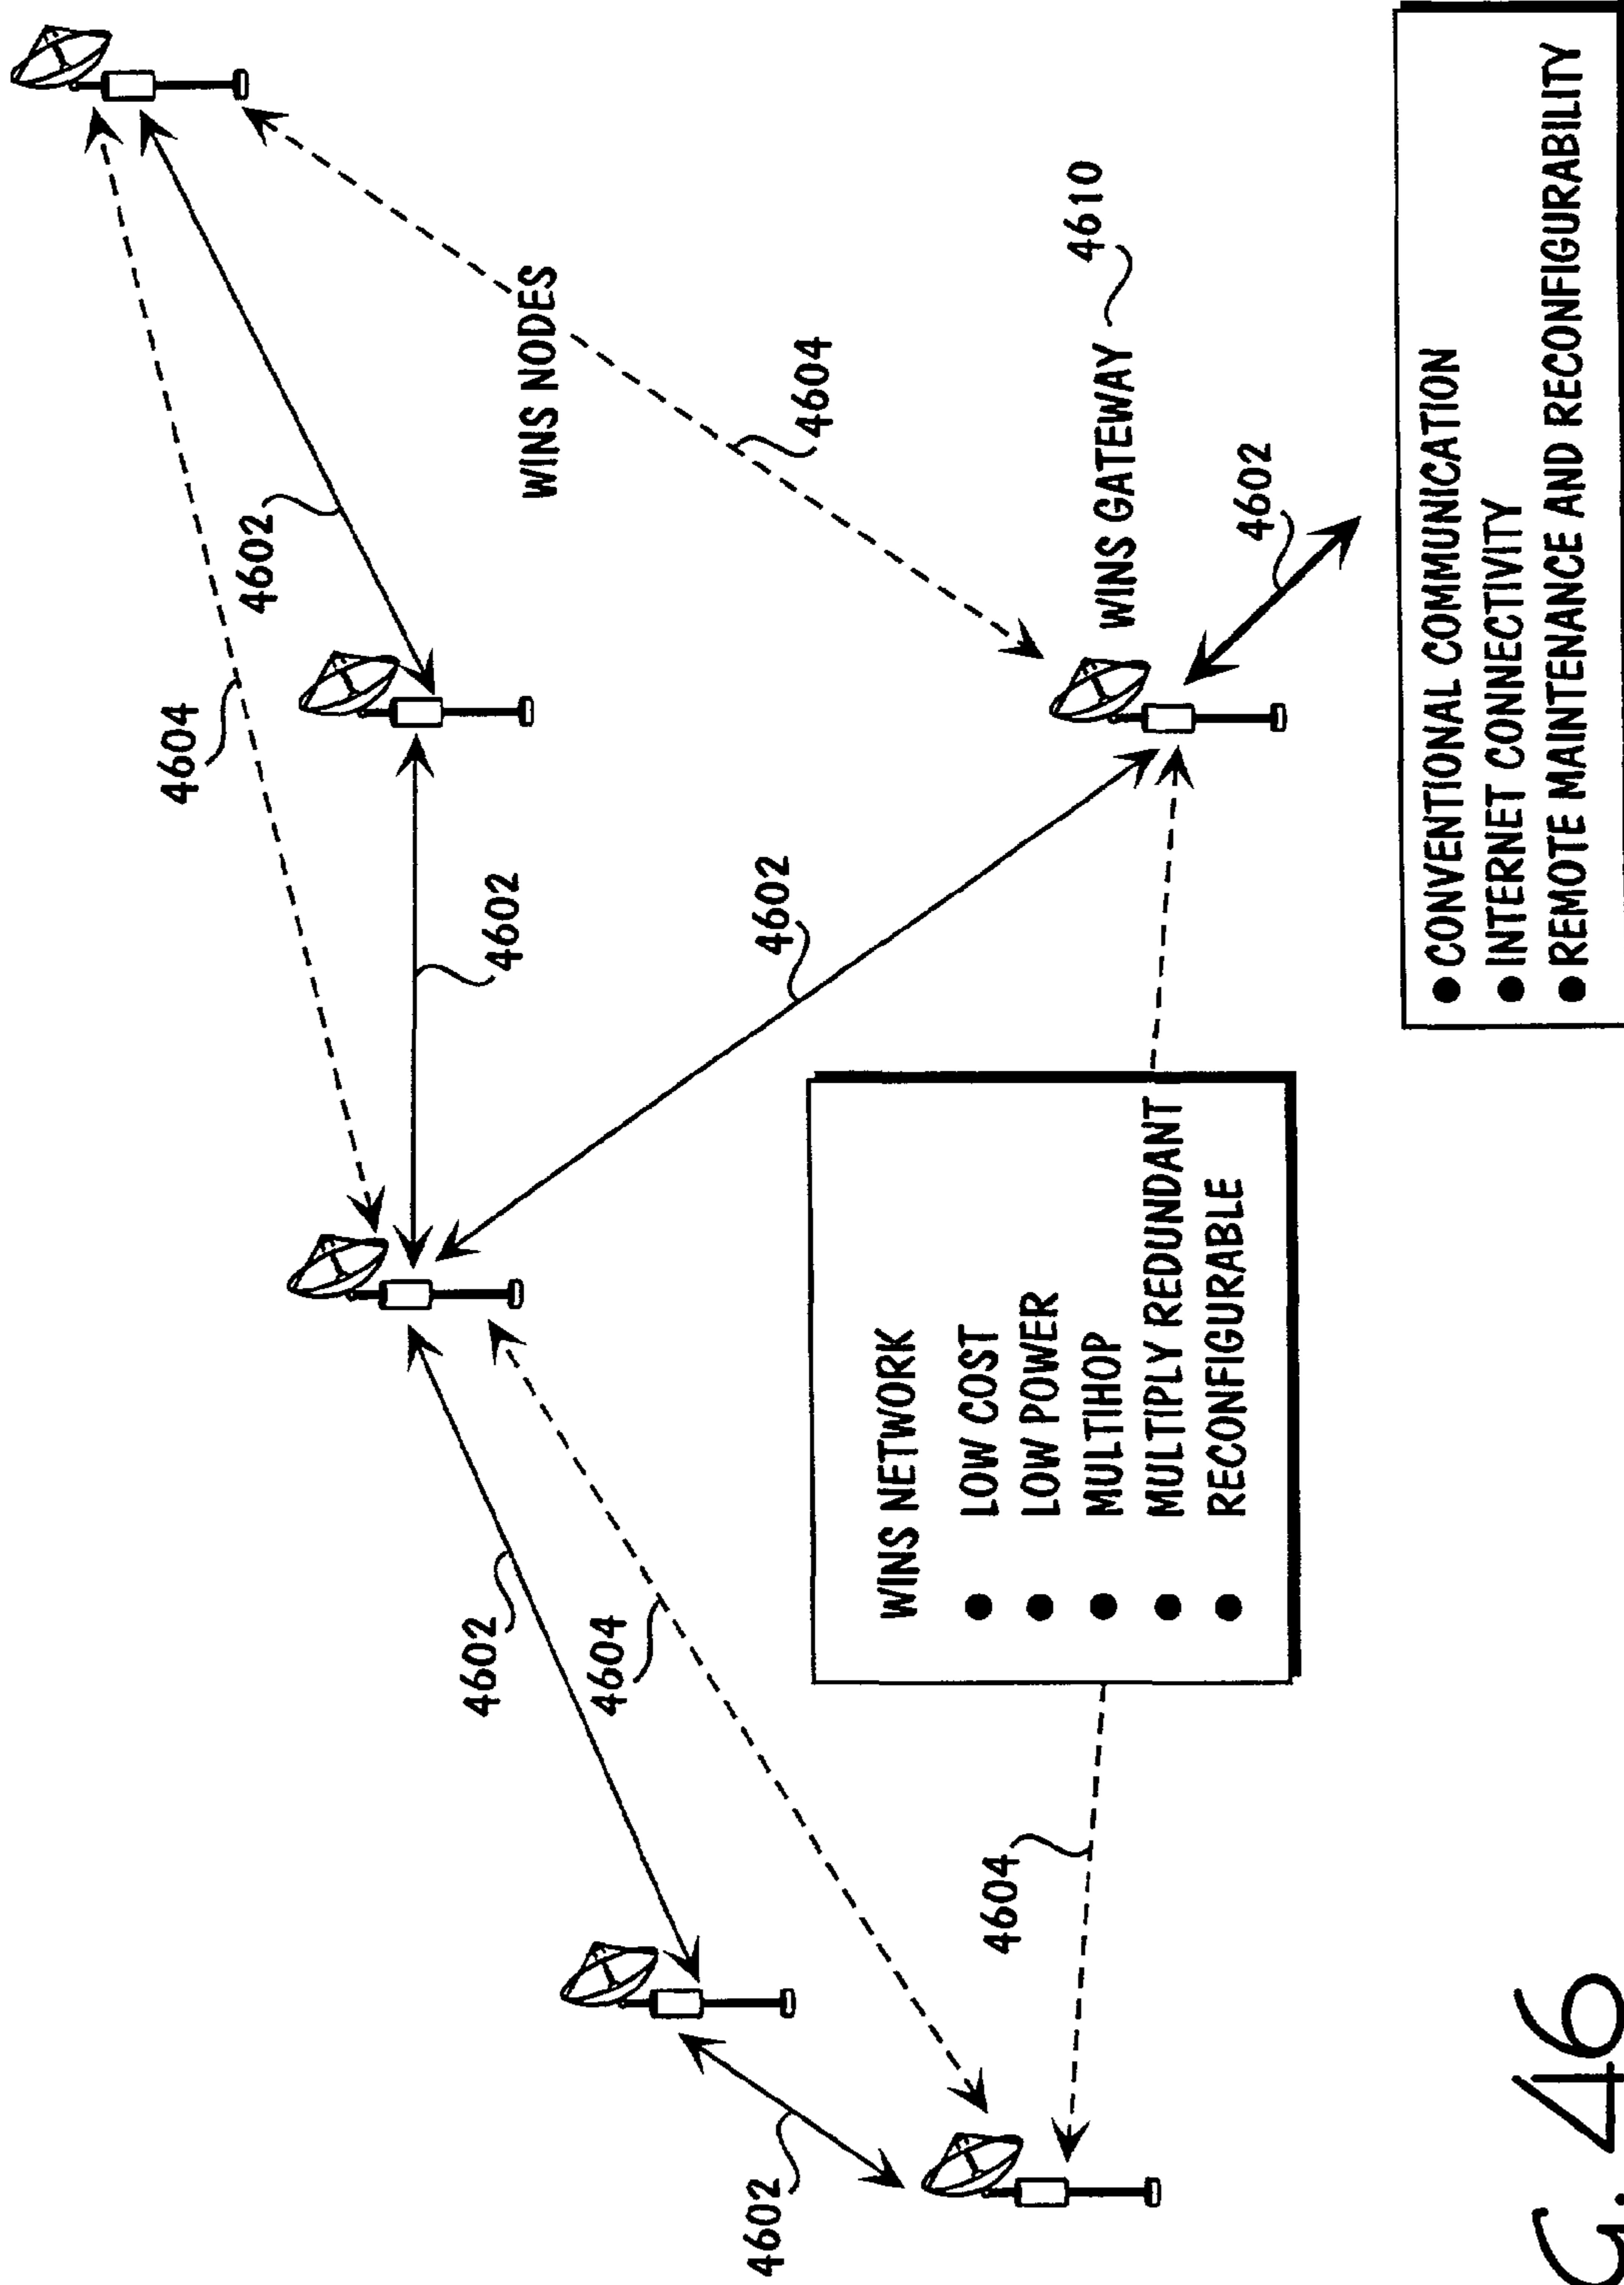 4604
4602
4602
4602
WINS NODES
4604
4602
4602
4604
WINS NETWORK
● LOW COST
● LOW POWER
● MULTIHOP
● MULTIPLY REDUNDANT
● RECONFIGURABLE
4604
WINS GATEWAY 4610
4602
● CONVENTIONAL COMMUNICATION
● INTERNET CONNECTIVITY
● REMOTE MAINTENANCE AND RECONFIGURABILITY
G. 46